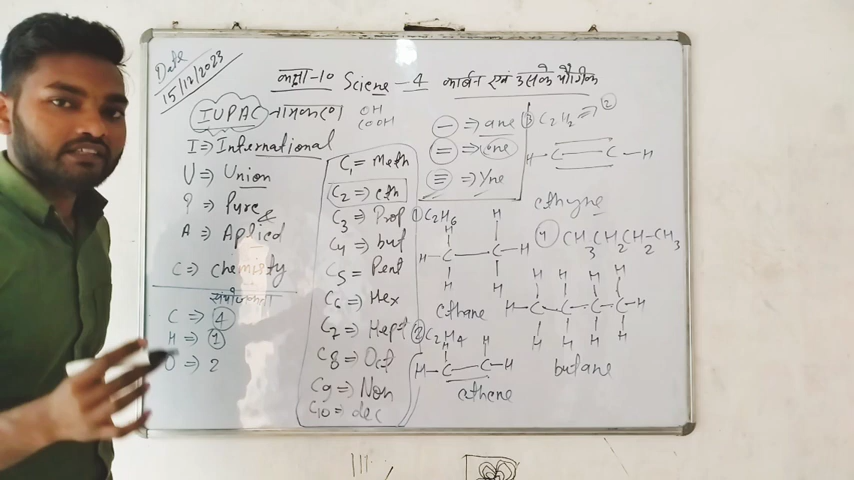 Date
15/12/2023
कक्षा-10 Sciene-4 कार्बन एवं उसके यौगिक
IUPAC नामकरण
OH
COOH
I => International
U => Union
P => Pure &
A => Aplied
C => Chemisty
संयोजकता
C => 4
H => 1
O => 2
C1 = Meth
C2 => eth
C3 => Prop
C4 => but
C5 = Pent
C6 => Hex
C7 => Hept
C8 => Oct
C9 => Non
C10 = dec
— => ane
= => ene
≡ => Yne
① C2H6
H H
H-C-C-H
H H
ethane
② C2H4
H H
H-C=C-H
ethene
③ C2H2 => ②
H-C≡C-H
ethyne
④ CH3CH2CH2-CH3
H H H H
H-C-C-C-C-H
H H H H
butane